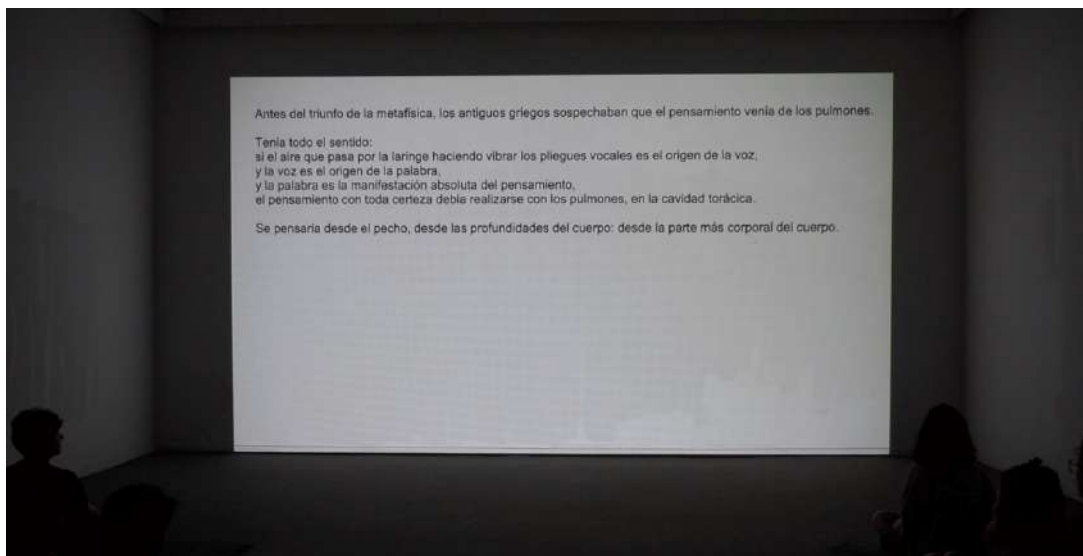 Antes del triunfo de la metafísica, los antiguos griegos sospechaban que el pensamiento venía de los pulmones.
Tenía todo el sentido:
si el aire que pasa por la laringe haciendo vibrar los pliegues vocales es el origen de la voz,
y la voz es el origen de la palabra,
y la palabra es la manifestación absoluta del pensamiento,
el pensamiento con toda certeza debía realizarse con los pulmones, en la cavidad torácica.
Se pensaría desde el pecho, desde las profundidades del cuerpo: desde la parte más corporal del cuerpo.